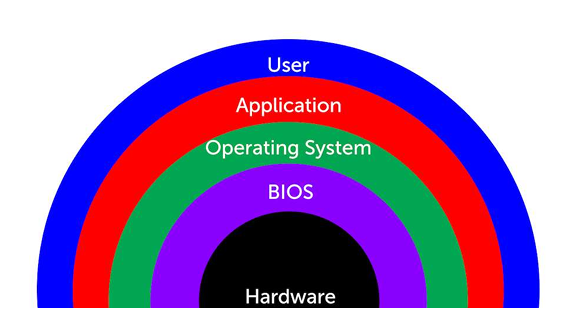 User
Application
Operating System
BIOS
Hardware